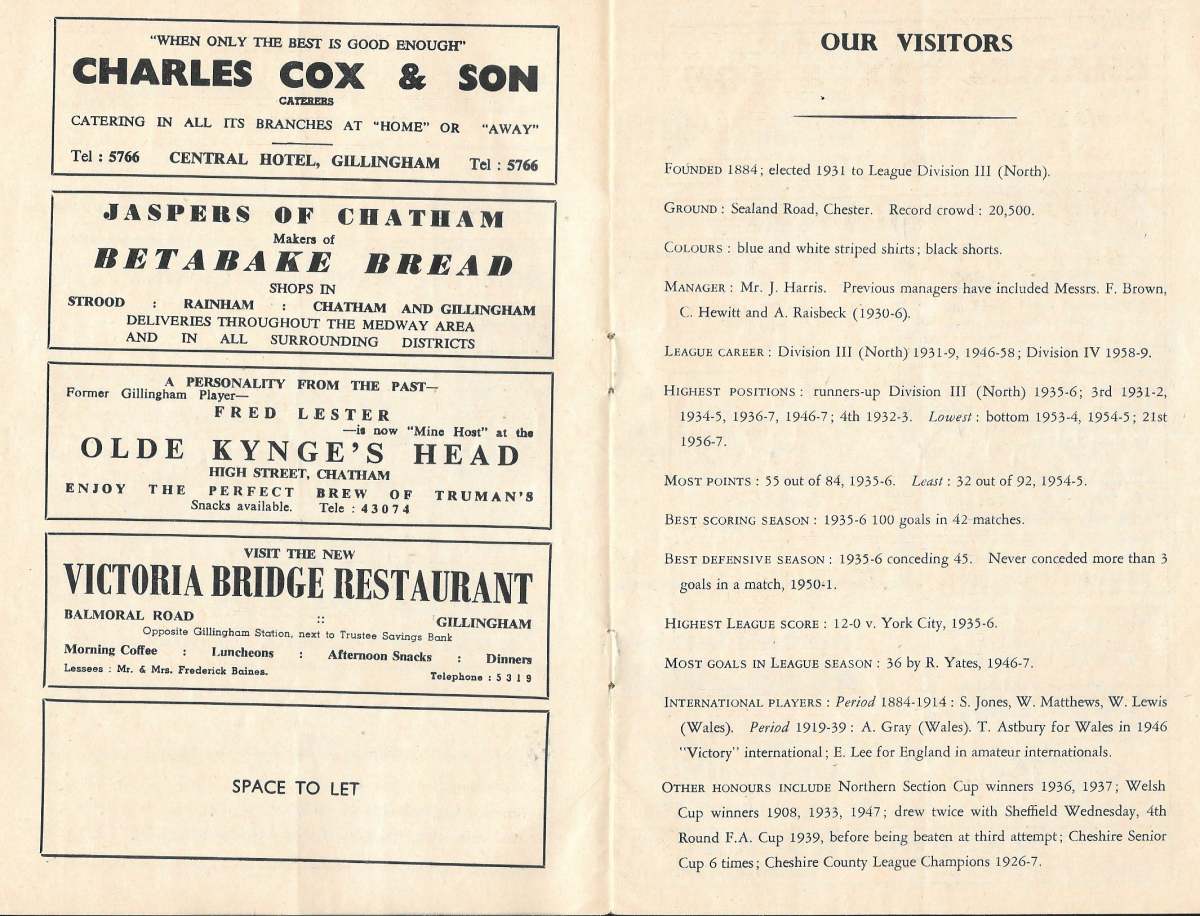 "WHEN ONLY THE BEST IS GOOD ENOUGH"
CHARLES COX & SON
CATERERS
CATERING IN ALL ITS BRANCHES AT "HOME" OR "AWAY"
Tel : 5766 CENTRAL HOTEL, GILLINGHAM Tel : 5766
JASPERS OF CHATHAM
Makers of
BETABAKE BREAD
SHOPS IN
STROOD : RAINHAM : CHATHAM AND GILLINGHAM
DELIVERIES THROUGHOUT THE MEDWAY AREA
AND IN ALL SURROUNDING DISTRICTS
A PERSONALITY FROM THE PAST—
Former Gillingham Player—
FRED LESTER
—is now "Mine Host" at the
OLDE KYNGE'S HEAD
HIGH STREET, CHATHAM
ENJOY THE PERFECT BREW OF TRUMAN'S
Snacks available. Tele : 43074
VISIT THE NEW
VICTORIA BRIDGE RESTAURANT
BALMORAL ROAD :: GILLINGHAM
Opposite Gillingham Station, next to Trustee Savings Bank
Morning Coffee : Luncheons : Afternoon Snacks : Dinners
Lessees : Mr. & Mrs. Frederick Baines. Telephone : 5319
SPACE TO LET
OUR VISITORS
FOUNDED 1884; elected 1931 to League Division III (North).
GROUND : Sealand Road, Chester. Record crowd : 20,500.
COLOURS : blue and white striped shirts; black shorts.
MANAGER : Mr. J. Harris. Previous managers have included Messrs. F. Brown,
C. Hewitt and A. Raisbeck (1930-6).
LEAGUE CAREER : Division III (North) 1931-9, 1946-58; Division IV 1958-9.
HIGHEST POSITIONS : runners-up Division III (North) 1935-6; 3rd 1931-2,
1934-5, 1936-7, 1946-7; 4th 1932-3. Lowest : bottom 1953-4, 1954-5; 21st
1956-7.
MOST POINTS : 55 out of 84, 1935-6. Least : 32 out of 92, 1954-5.
BEST SCORING SEASON : 1935-6 100 goals in 42 matches.
BEST DEFENSIVE SEASON : 1935-6 conceding 45. Never conceded more than 3
goals in a match, 1950-1.
HIGHEST LEAGUE SCORE : 12-0 v. York City, 1935-6.
MOST GOALS IN LEAGUE SEASON : 36 by R. Yates, 1946-7.
INTERNATIONAL PLAYERS : Period 1884-1914 : S. Jones, W. Matthews, W. Lewis
(Wales). Period 1919-39 : A. Gray (Wales). T. Astbury for Wales in 1946
"Victory" international; E. Lee for England in amateur internationals.
OTHER HONOURS INCLUDE Northern Section Cup winners 1936, 1937; Welsh
Cup winners 1908, 1933, 1947; drew twice with Sheffield Wednesday, 4th
Round F.A. Cup 1939, before being beaten at third attempt; Cheshire Senior
Cup 6 times; Cheshire County League Champions 1926-7.